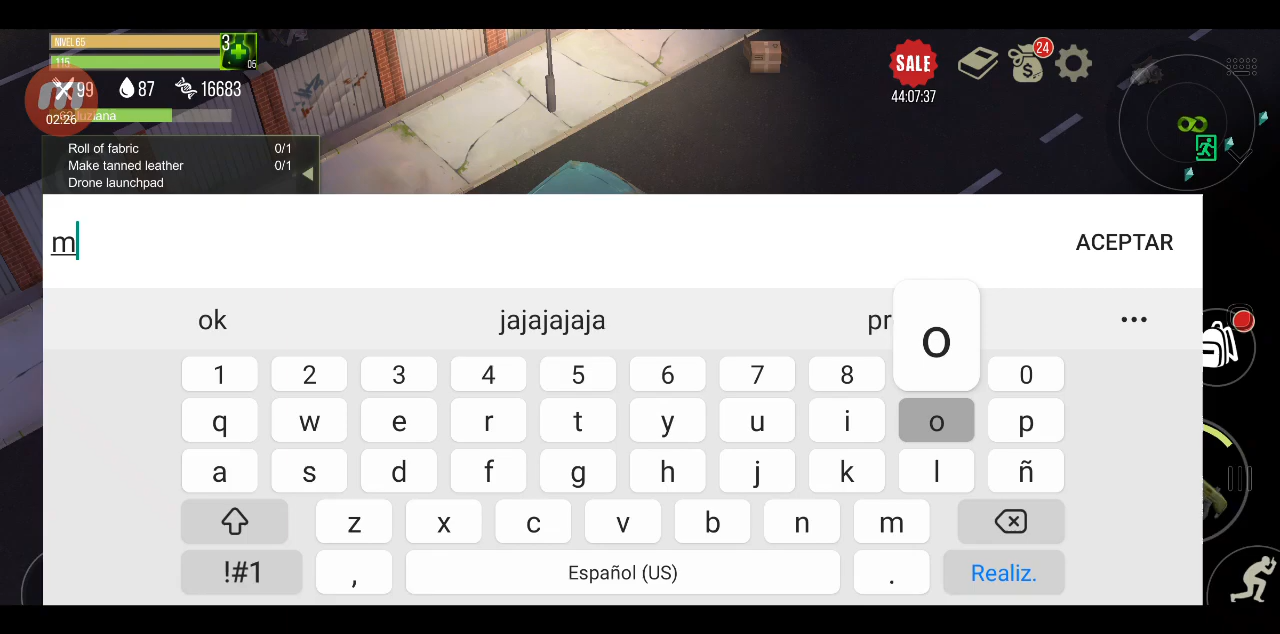 NIVEL 65
3
115
05
99
87
16683
02:26
luziana
Roll of fabric 0/1
Make tanned leather 0/1
Drone launchpad
SALE
44:07:37
24
m
ACEPTAR
ok jajajajaja pr
o
1 2 3 4 5 6 7 8 0
q w e r t y u i o p
a s d f g h j k l ñ
z x c v b n m
!#1 , Español (US) . Realiz.